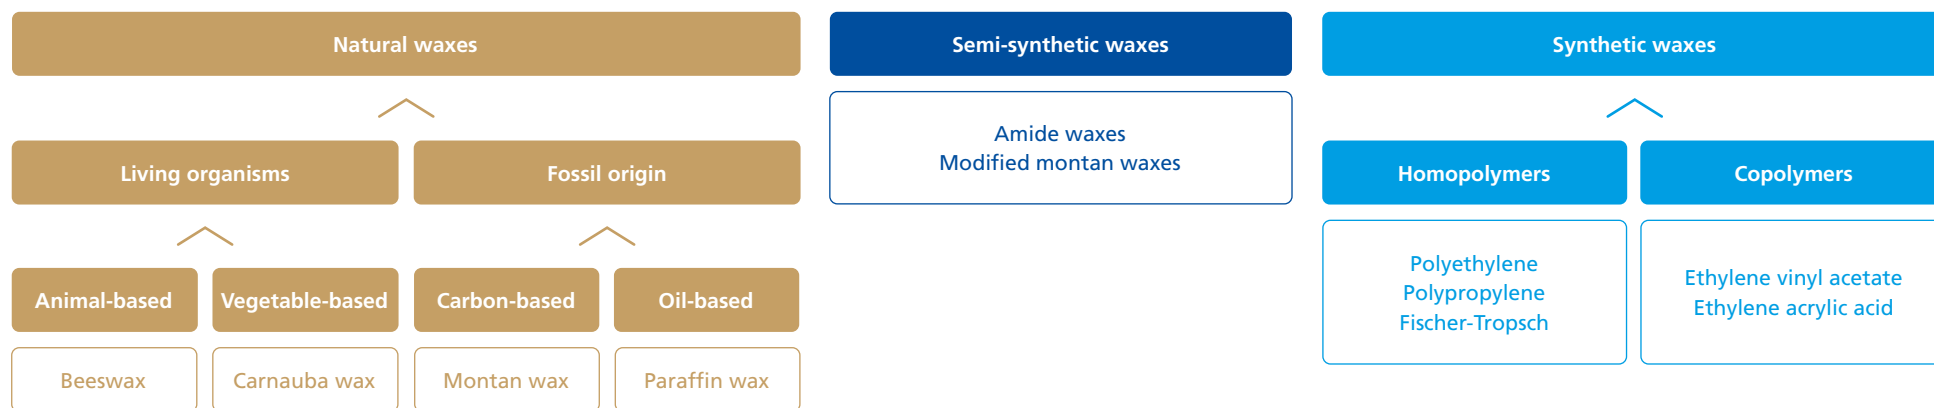 Natural waxes
Semi-synthetic waxes
Synthetic waxes
Living organisms
Fossil origin
Amide waxes
Modified montan waxes
Homopolymers
Copolymers
Animal-based
Vegetable-based
Carbon-based
Oil-based
Polyethylene
Polypropylene
Fischer-Tropsch
Ethylene vinyl acetate
Ethylene acrylic acid
Beeswax
Carnauba wax
Montan wax
Paraffin wax